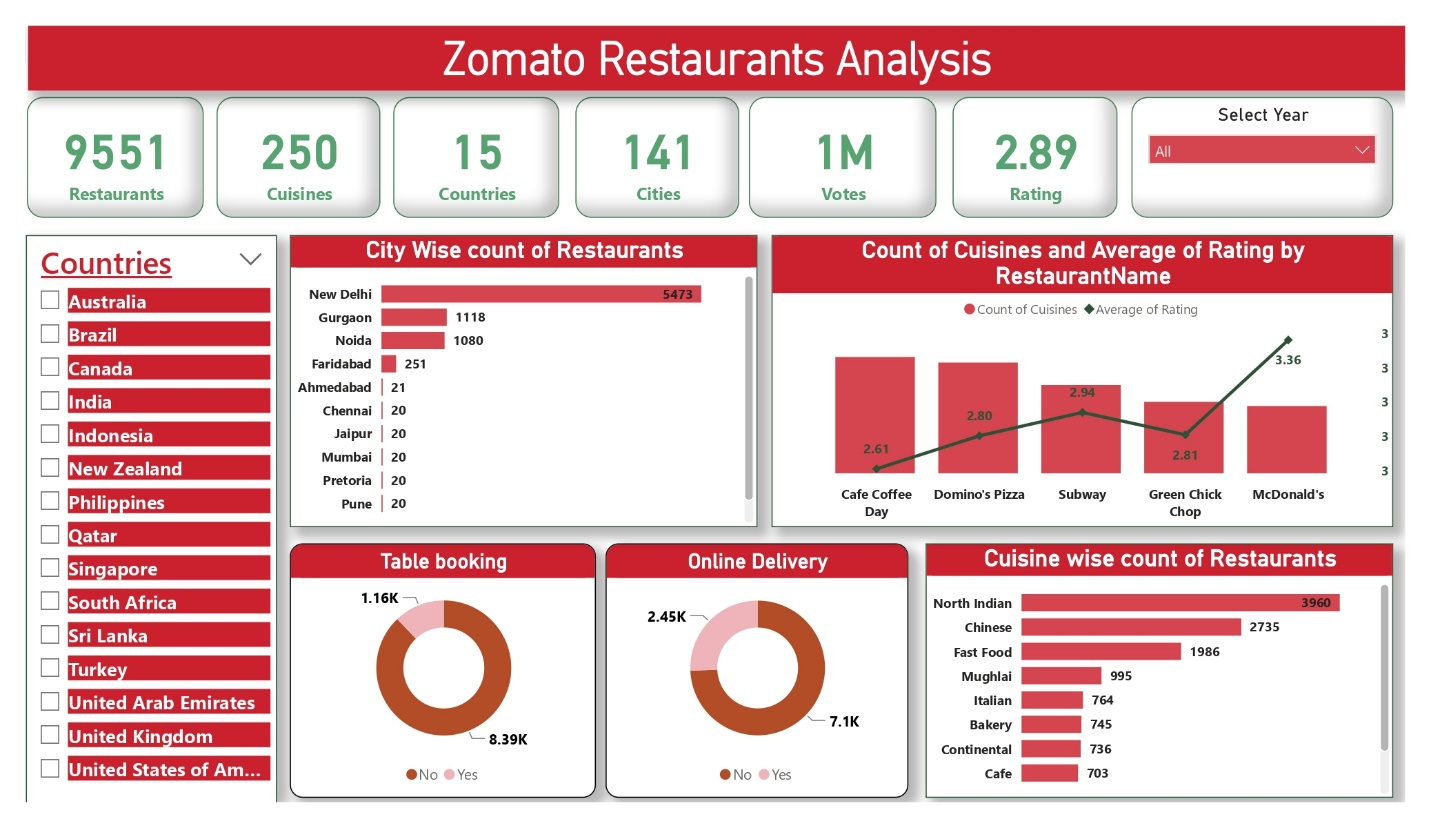 Zomato Restaurants Analysis
9551
Restaurants
250
Cuisines
15
Countries
141
Cities
1M
Votes
2.89
Rating
Select Year
All
Countries
Australia
Brazil
Canada
India
Indonesia
New Zealand
Philippines
Qatar
Singapore
South Africa
Sri Lanka
Turkey
United Arab Emirates
United Kingdom
United States of Am...
City Wise count of Restaurants
New Delhi 5473
Gurgaon 1118
Noida 1080
Faridabad 251
Ahmedabad 21
Chennai 20
Jaipur 20
Mumbai 20
Pretoria 20
Pune 20
Count of Cuisines and Average of Rating by
RestaurantName
Count of Cuisines Average of Rating
3
3
3
3
3
2.61
2.80
2.94
2.81
3.36
Cafe Coffee
Day
Domino's Pizza
Subway
Green Chick
Chop
McDonald's
Table booking
1.16K
8.39K
No Yes
Online Delivery
2.45K
7.1K
No Yes
Cuisine wise count of Restaurants
North Indian 3960
Chinese 2735
Fast Food 1986
Mughlai 995
Italian 764
Bakery 745
Continental 736
Cafe 703